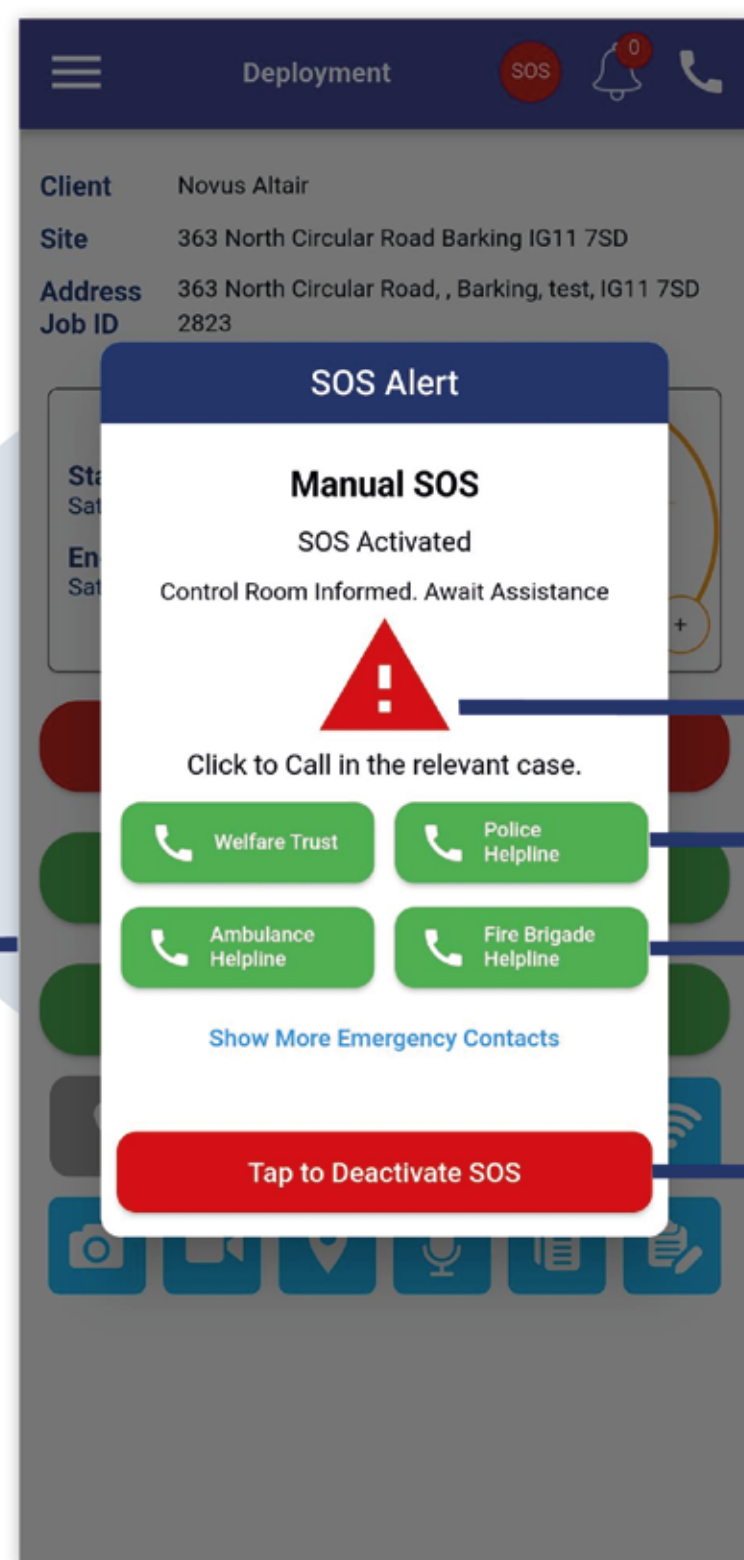 Deployment
SOS
0
Client Novus Altair
Site 363 North Circular Road Barking IG11 7SD
Address 363 North Circular Road, , Barking, test, IG11 7SD
Job ID 2823
SOS Alert
Manual SOS
SOS Activated
Control Room Informed. Await Assistance
+
Click to Call in the relevant case.
Welfare Trust
Police
Helpline
Ambulance
Helpline
Fire Brigade
Helpline
Show More Emergency Contacts
Tap to Deactivate SOS